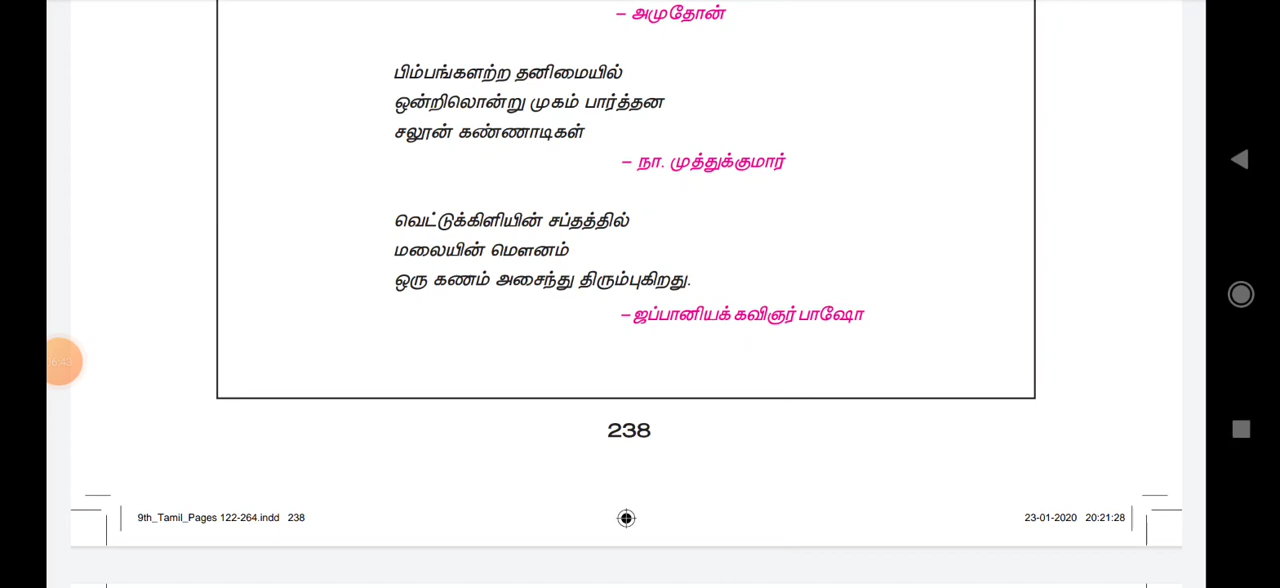 – அமுதோன்
பிம்பங்களற்ற தனிமையில்
ஒன்றிலொன்று முகம் பார்த்தன
சலூன் கண்ணாடிகள்
– நா. முத்துக்குமார்
வெட்டுக்கிளியின் சப்தத்தில்
மலையின் மௌனம்
ஒரு கணம் அசைந்து திரும்புகிறது.
– ஜப்பானியக் கவிஞர் பாஷோ
238
9th_Tamil_Pages 122-264.indd 238
23-01-2020 20:21:28